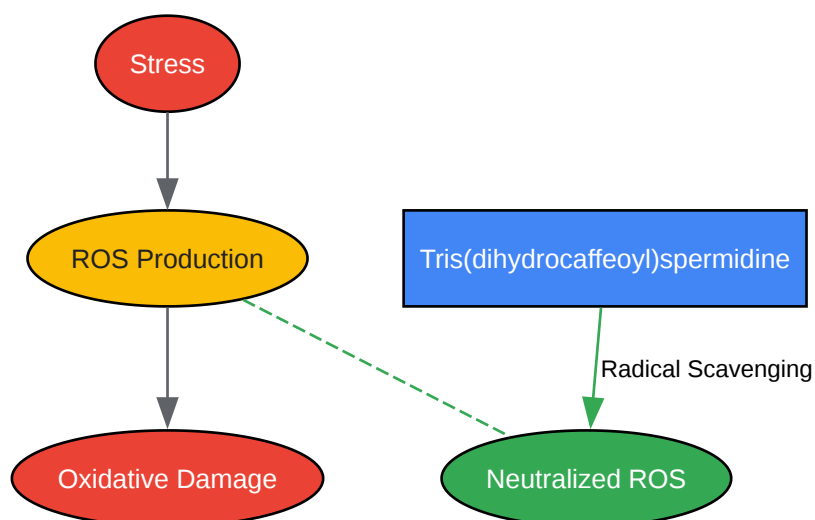 Stress
ROS Production
Tris(dihydrocaffeoyl)spermidine
Radical Scavenging
Oxidative Damage
Neutralized ROS